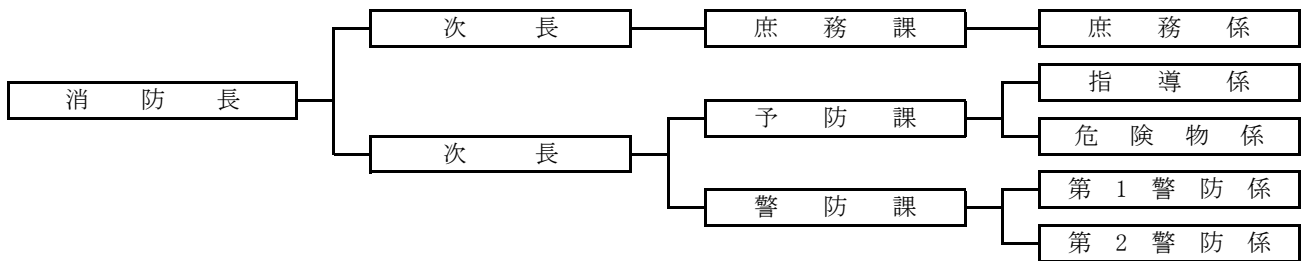 次長 庶務課 庶務係
消防長 指導係
予防課
次長 危険物係
警防課 第1警防係
第2警防係